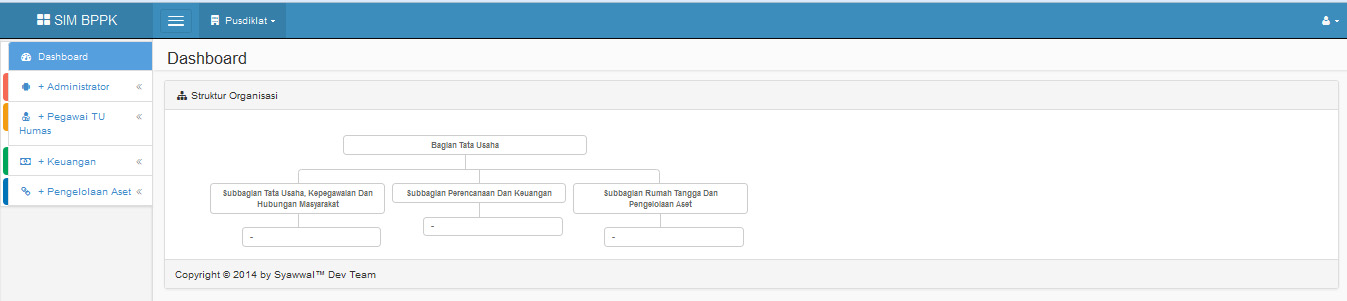 SIM BPPK
Pusdiklat
Dashboard
+ Administrator
+ Pegawai TU
Humas
+ Keuangan
+ Pengelolaan Aset
Dashboard
Struktur Organisasi
Bagian Tata Usaha
Subbagian Tata Usaha, Kepegawaian Dan
Hubungan Masyarakat
-
Subbagian Perencanaan Dan Keuangan
-
Subbagian Rumah Tangga Dan
Pengelolaan Aset
-
Copyright © 2014 by Syawwal™ Dev Team